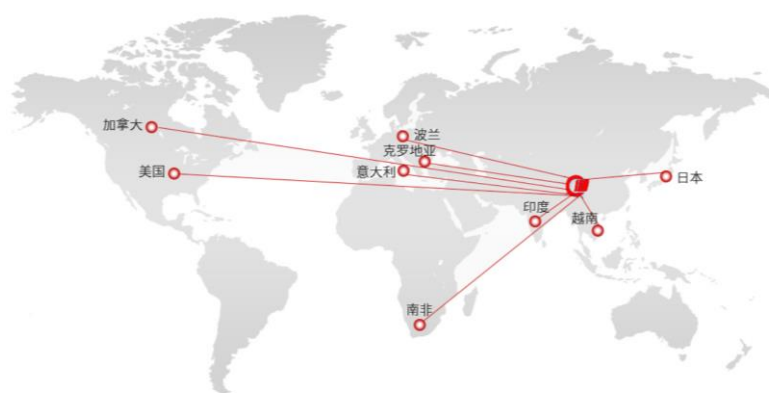 加拿大
波兰
克罗地亚
美国
意大利
日本
印度
越南
南非